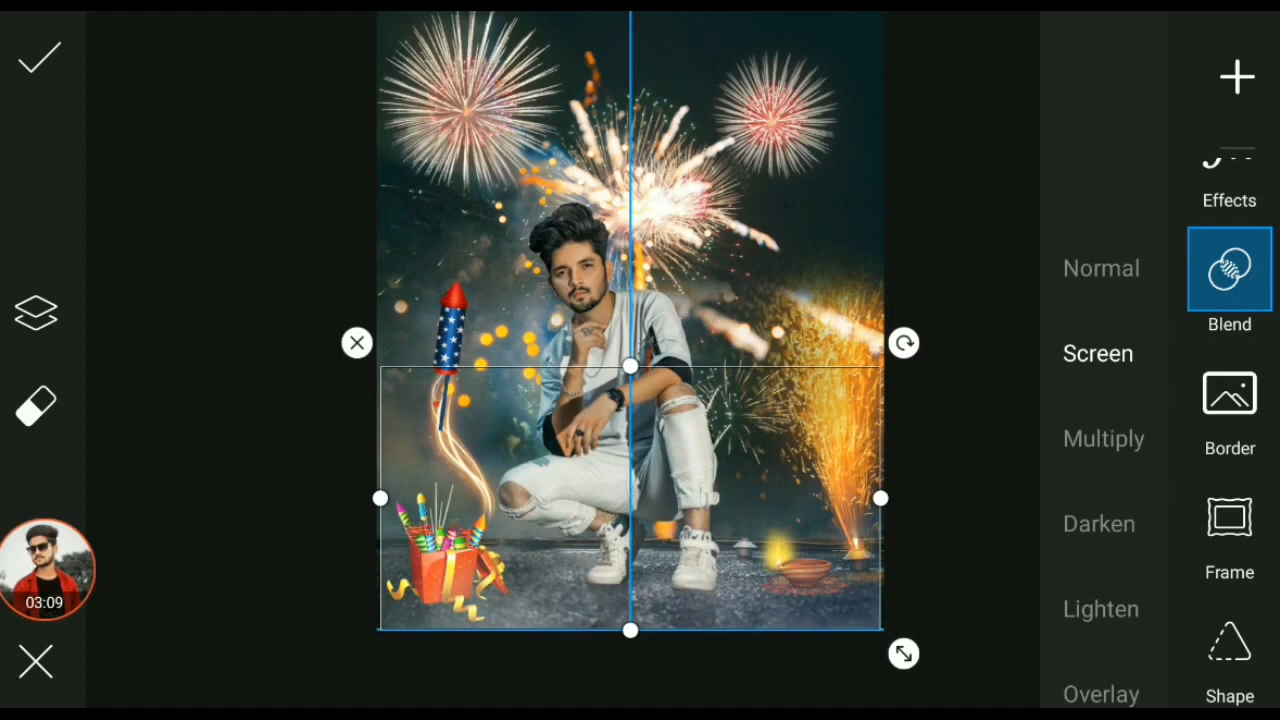 Effects
Blend
Border
Frame
Shape
Normal
Screen
Multiply
Darken
Lighten
Overlay
03:09